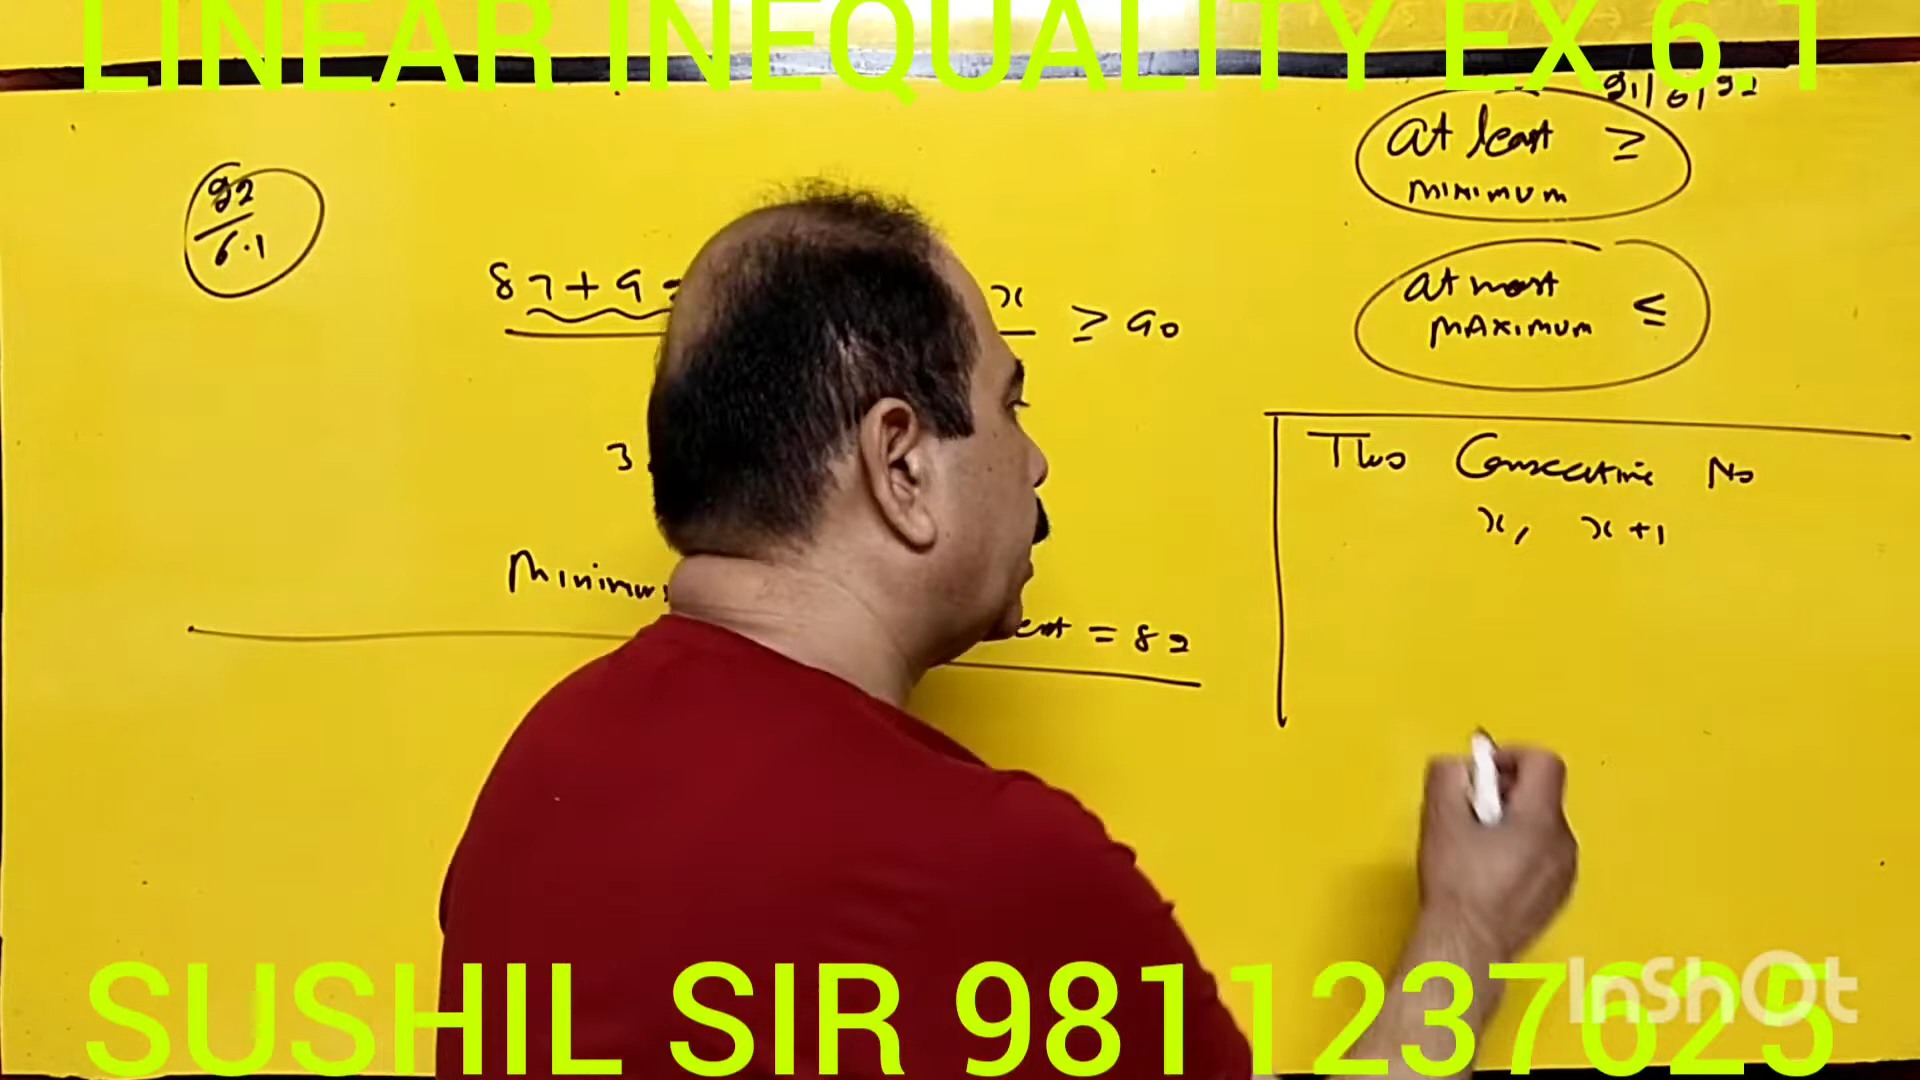 LINEAR INEQUALITY EX 6.1
at least ≥
MINIMUM
at most ≤
MAXIMUM
92
6.1
87+9
x ≥ 90
3
Two Consecutive No
x, x+1
Minimu
= 82
SUSHIL SIR 9811237625
InShOt